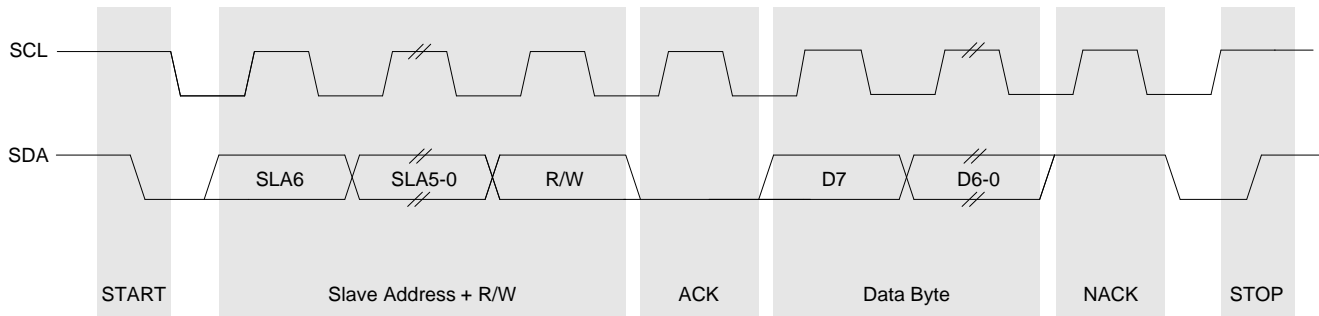 SCL
SDA
SLA6 SLA5-0 R/W D7 D6-0
START Slave Address + R/W ACK Data Byte NACK STOP